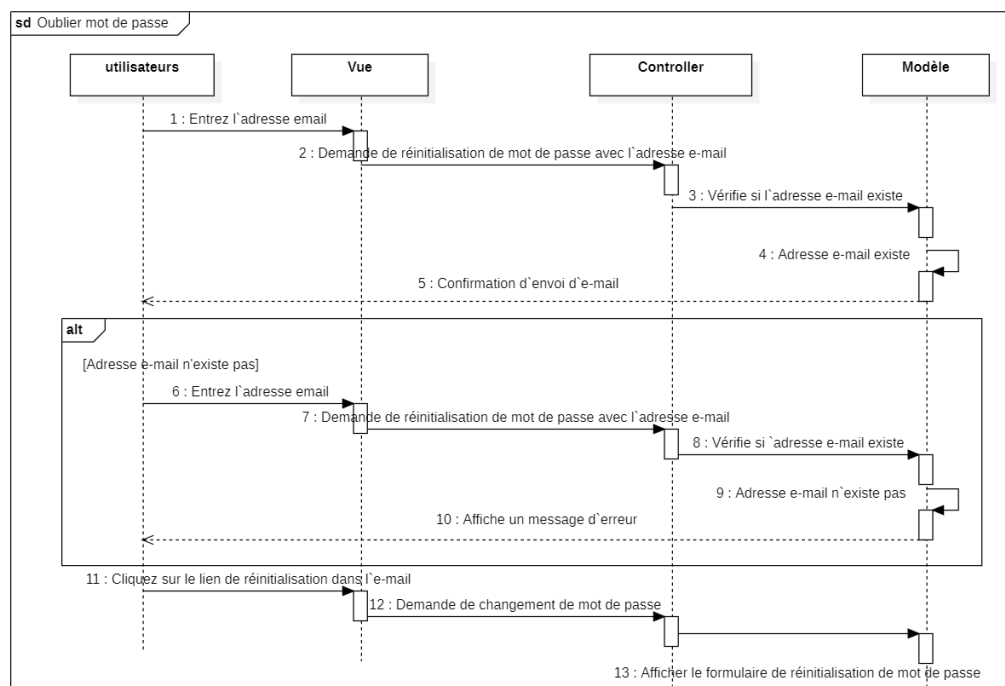 sd Oublier mot de passe
utilisateurs
Vue
Controller
Modèle
1 : Entrez l`adresse email
2 : Demande de réinitialisation de mot de passe avec l`adresse e-mail
3 : Vérifie si l`adresse e-mail existe
4 : Adresse e-mail existe
5 : Confirmation d`envoi d`e-mail
alt
[Adresse e-mail n'existe pas]
6 : Entrez l`adresse email
7 : Demande de réinitialisation de mot de passe avec l`adresse e-mail
8 : Vérifie si `adresse e-mail existe
9 : Adresse e-mail n`existe pas
10 : Affiche un message d`erreur
11 : Cliquez sur le lien de réinitialisation dans l`e-mail
12 : Demande de changement de mot de passe
13 : Afficher le formulaire de réinitialisation de mot de passe